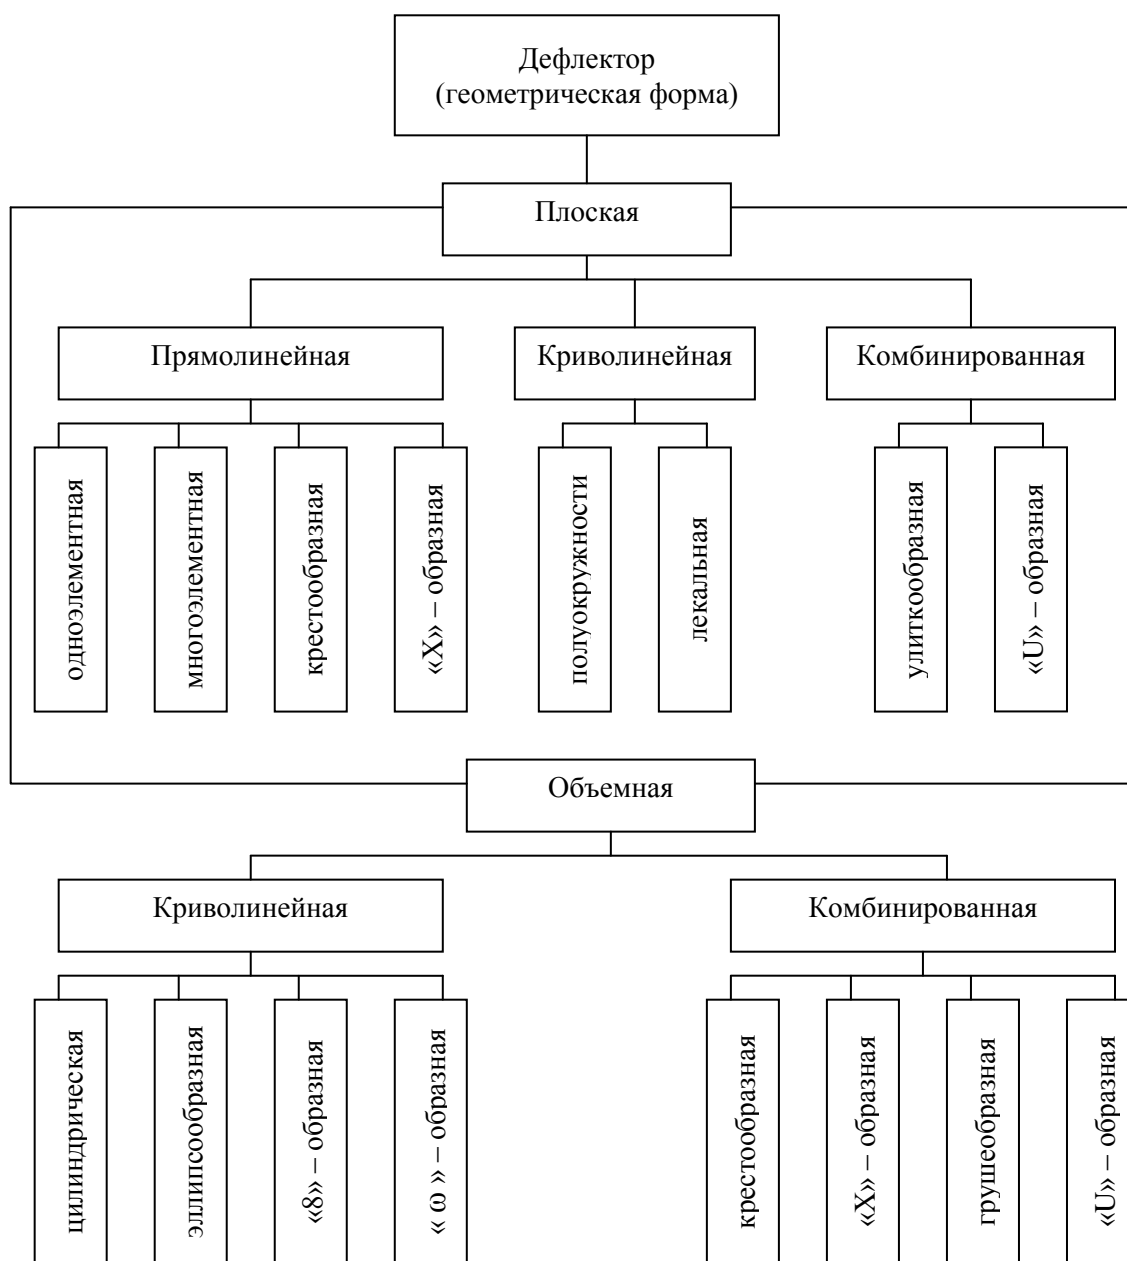 Дефлектор
(геометрическая форма)
Плоская
Прямолинейная
Криволинейная
Комбинированная
одноэлементная
многоэлементная
крестообразная
«X» – образная
полуокружности
лекальная
улиткообразная
«U» – образная
Объемная
Криволинейная
Комбинированная
цилиндрическая
эллипсообразная
«8» – образная
« ω » – образная
крестообразная
«X» – образная
грушеобразная
«U» – образная